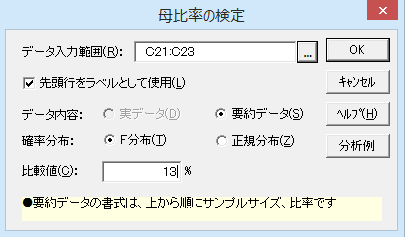 母比率の検定
データ入力範囲(R): C21:C23 ... OK
先頭行をラベルとして使用(L) ｷｬﾝｾﾙ
データ内容: 実データ(D) 要約データ(S) ﾍﾙﾌﾟ(H)
確率分布: F分布(T) 正規分布(Z) 分析例
比較値(C): 13 %
●要約データの書式は、上から順にサンプルサイズ、比率です